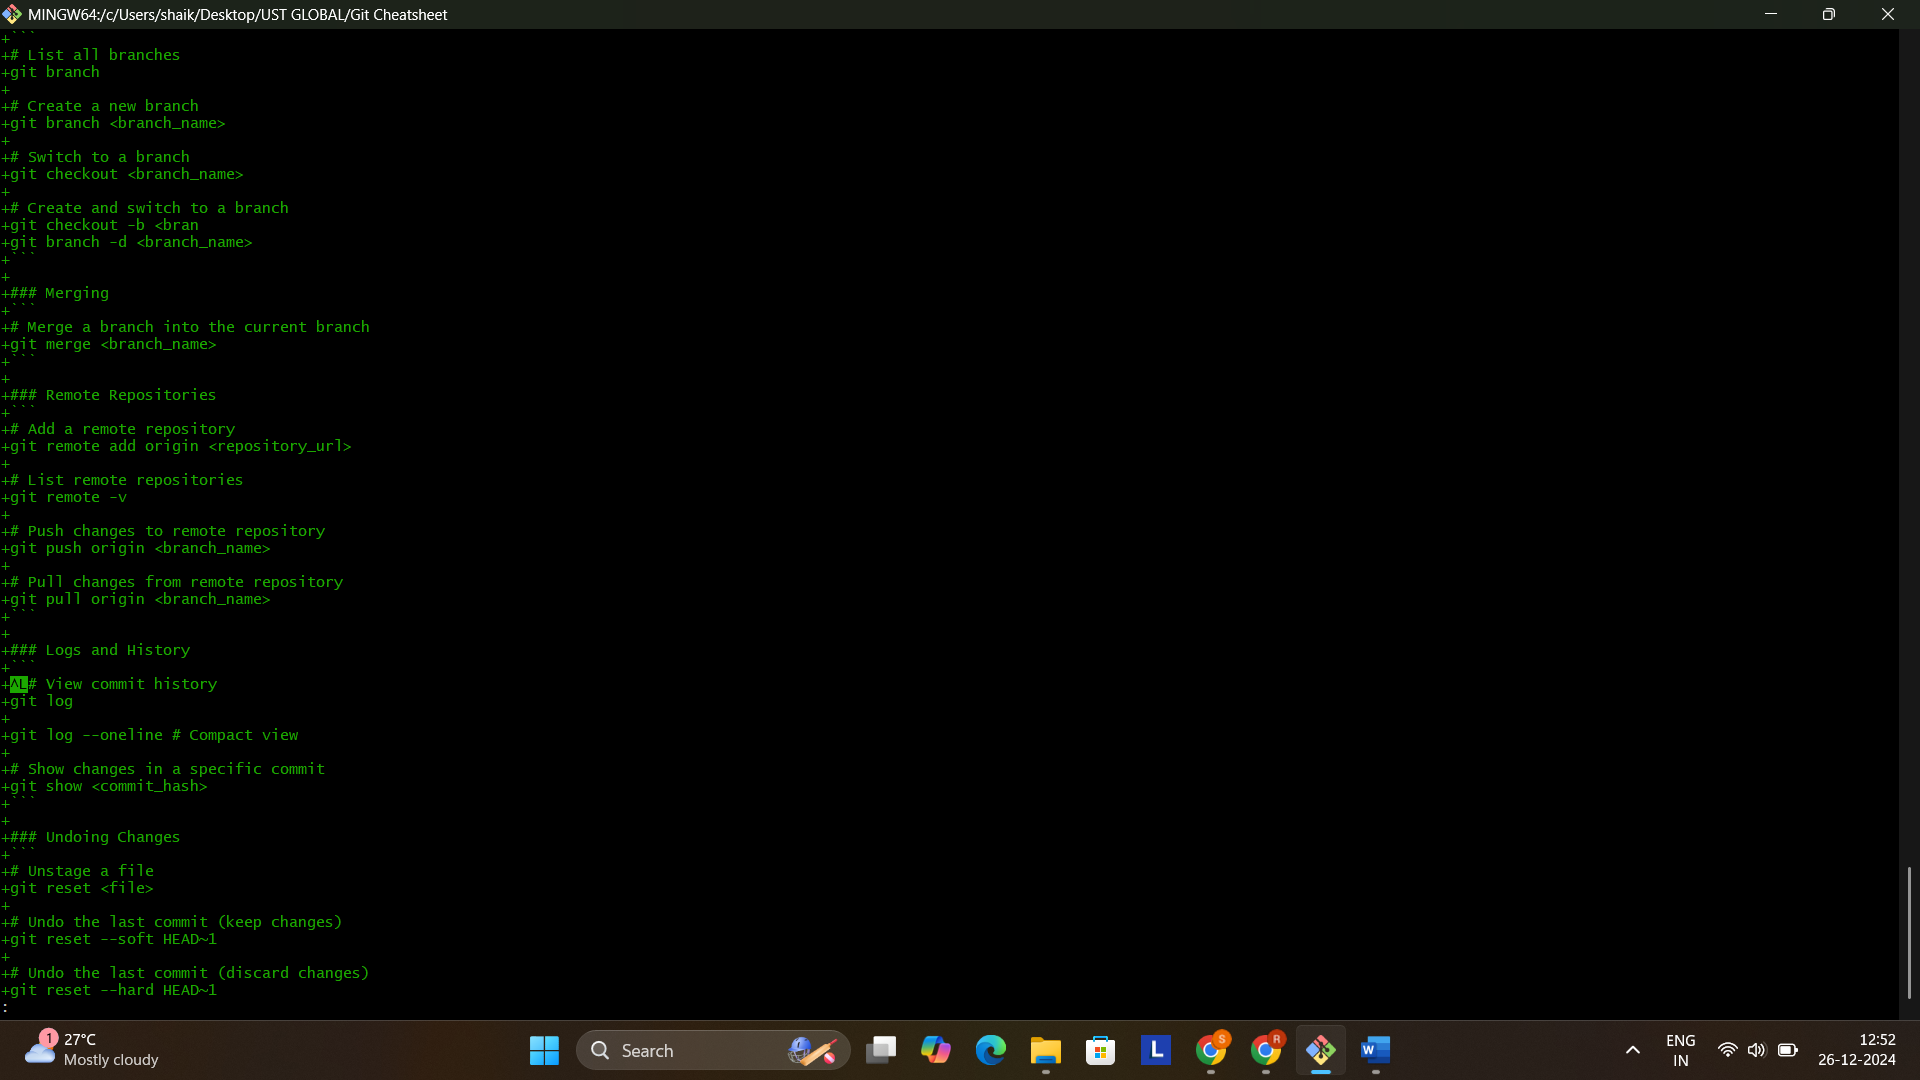 MINGW64:/c/Users/shaik/Desktop/UST GLOBAL/Git Cheatsheet
+```
+# List all branches
+git branch
+
+# Create a new branch
+git branch <branch_name>
+
+# Switch to a branch
+git checkout <branch_name>
+
+# Create and switch to a branch
+git checkout -b <bran
+git branch -d <branch_name>
+```
+
+### Merging
+```
+# Merge a branch into the current branch
+git merge <branch_name>
+```
+
+### Remote Repositories
+```
+# Add a remote repository
+git remote add origin <repository_url>
+
+# List remote repositories
+git remote -v
+
+# Push changes to remote repository
+git push origin <branch_name>
+
+# Pull changes from remote repository
+git pull origin <branch_name>
+```
+
+### Logs and History
+```
+^L# View commit history
+git log
+
+git log --oneline # Compact view
+
+# Show changes in a specific commit
+git show <commit_hash>
+```
+
+### Undoing Changes
+```
+# Unstage a file
+git reset <file>
+
+# Undo the last commit (keep changes)
+git reset --soft HEAD~1
+
+# Undo the last commit (discard changes)
+git reset --hard HEAD~1
:
1
27°C
Mostly cloudy
Search
L
S
R
W
ENG
IN
12:52
26-12-2024